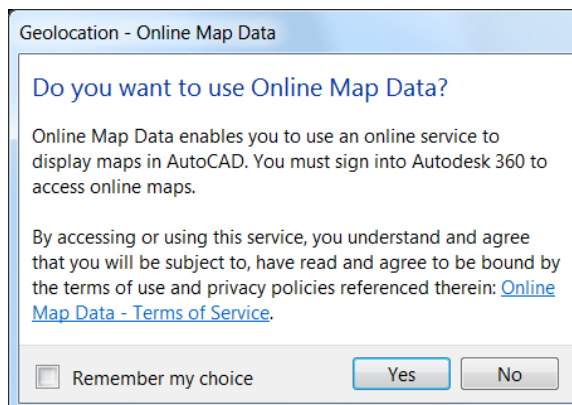 Geolocation - Online Map Data
Do you want to use Online Map Data?
Online Map Data enables you to use an online service to
display maps in AutoCAD. You must sign into Autodesk 360 to
access online maps.
By accessing or using this service, you understand and agree
that you will be subject to, have read and agree to be bound by
the terms of use and privacy policies referenced therein: Online
Map Data - Terms of Service.
Remember my choice
Yes
No